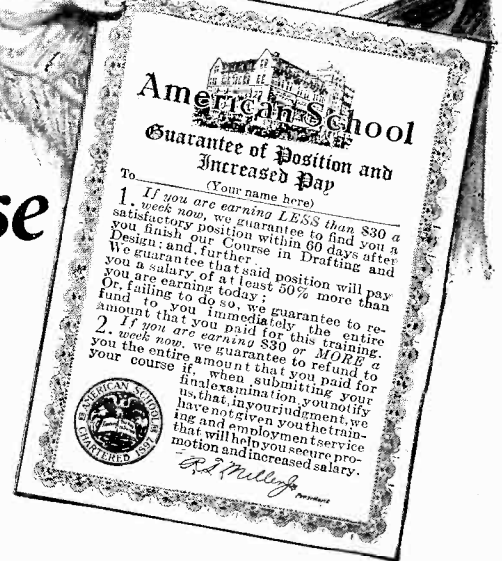 American School
Guarantee of Position and
Increased Pay
To
(Your name here)
1. If you are earning LESS than $30 a
week now, we guarantee to find you a
satisfactory position within 60 days after
you finish our Course in Drafting and
Design; and, further
We guarantee that said position will pay
you a salary of at least 50% more than
you are earning today;
Or, failing to do so, we guarantee to re-
fund to you immediately the entire
amount that you paid for this training.
2. If you are earning $30 or MORE a
week now, we guarantee to refund to
you the entire amount that you paid for
your course if, when submitting your
final examination, you notify
us, that, in your judgment, we
have not given you the train-
ing and employment service
that will help you secure pro-
motion and increased salary.
AMERICAN SCHOOL
CHARTERED 1897
President
se